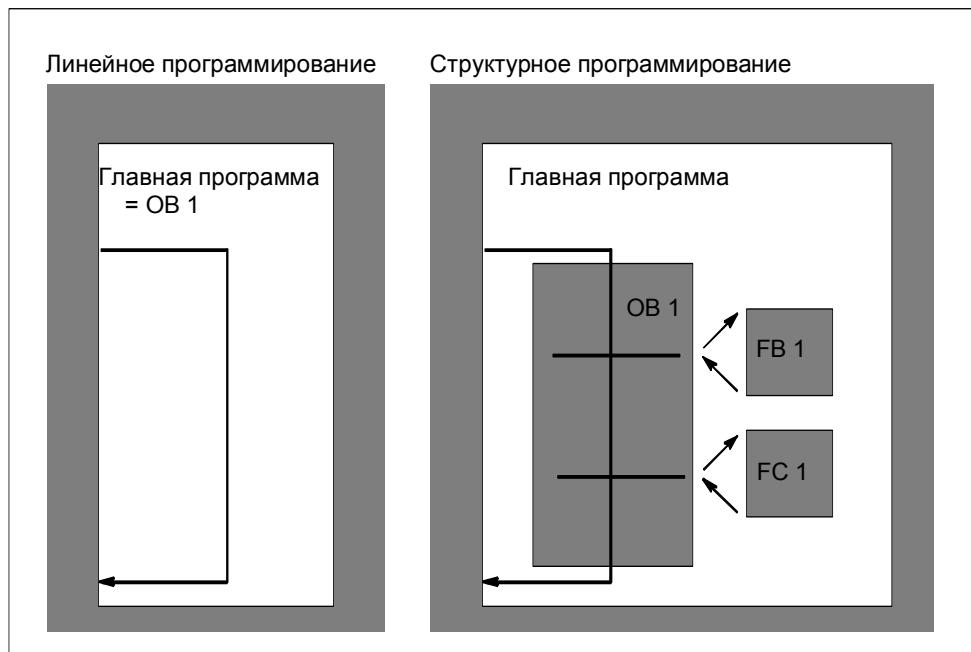 Линейное программирование
Структурное программирование
Главная программа
= OB 1
Главная программа
OB 1
FB 1
FC 1